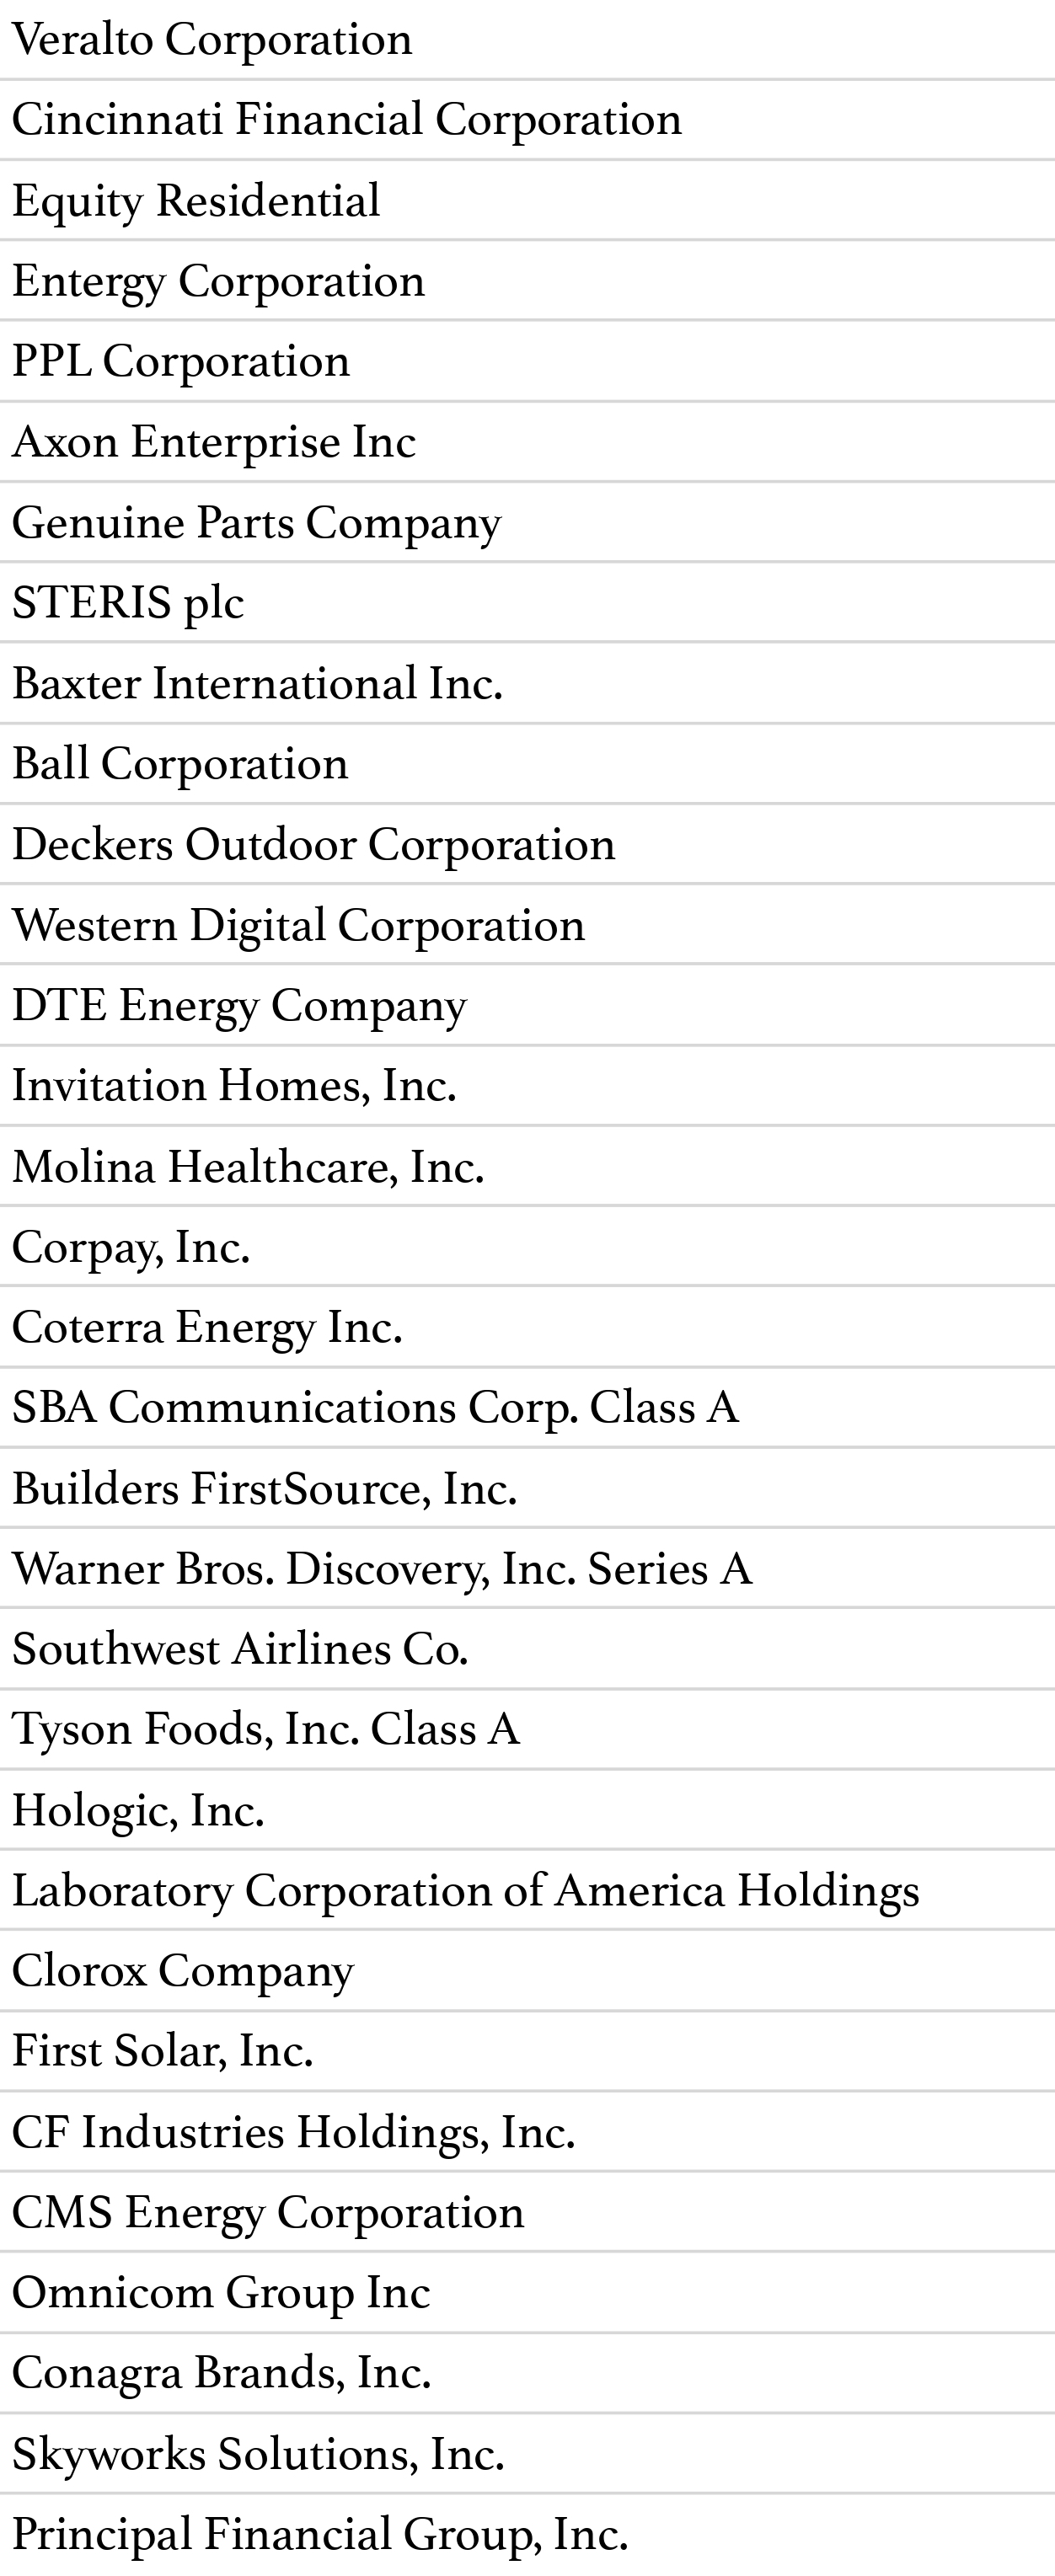 Veralto Corporation
Cincinnati Financial Corporation
Equity Residential
Entergy Corporation
PPL Corporation
Axon Enterprise Inc
Genuine Parts Company
STERIS plc
Baxter International Inc.
Ball Corporation
Deckers Outdoor Corporation
Western Digital Corporation
DTE Energy Company
Invitation Homes, Inc.
Molina Healthcare, Inc.
Corpay, Inc.
Coterra Energy Inc.
SBA Communications Corp. Class A
Builders FirstSource, Inc.
Warner Bros. Discovery, Inc. Series A
Southwest Airlines Co.
Tyson Foods, Inc. Class A
Hologic, Inc.
Laboratory Corporation of America Holdings
Clorox Company
First Solar, Inc.
CF Industries Holdings, Inc.
CMS Energy Corporation
Omnicom Group Inc
Conagra Brands, Inc.
Skyworks Solutions, Inc.
Principal Financial Group, Inc.